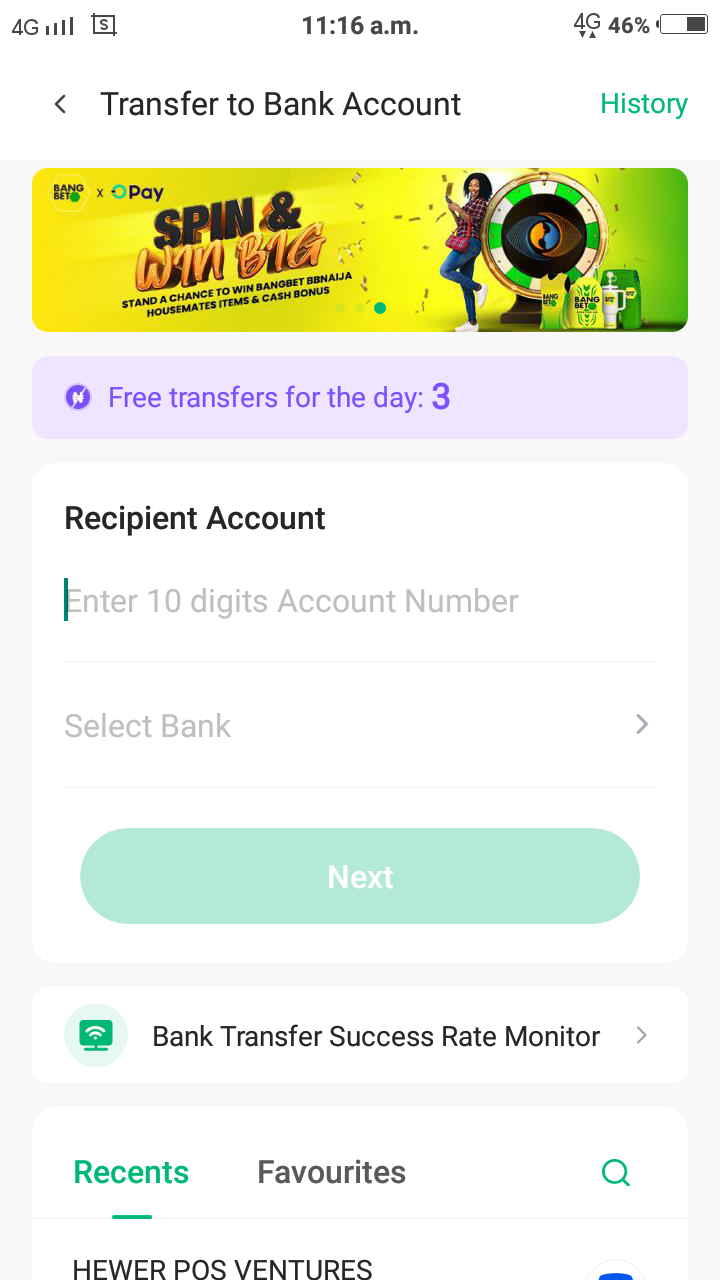 4G S 11:16 a.m. 4G 46%
Transfer to Bank Account History
BANG BET x OPay
SPIN &
WIN BIG
STAND A CHANCE TO WIN BANGBET BBNAIJA
HOUSEMATES ITEMS & CASH BONUS
BANG BET
BANG BET
Free transfers for the day: 3
Recipient Account
Enter 10 digits Account Number
Select Bank
Next
Bank Transfer Success Rate Monitor
Recents Favourites
HEWER POS VENTURES